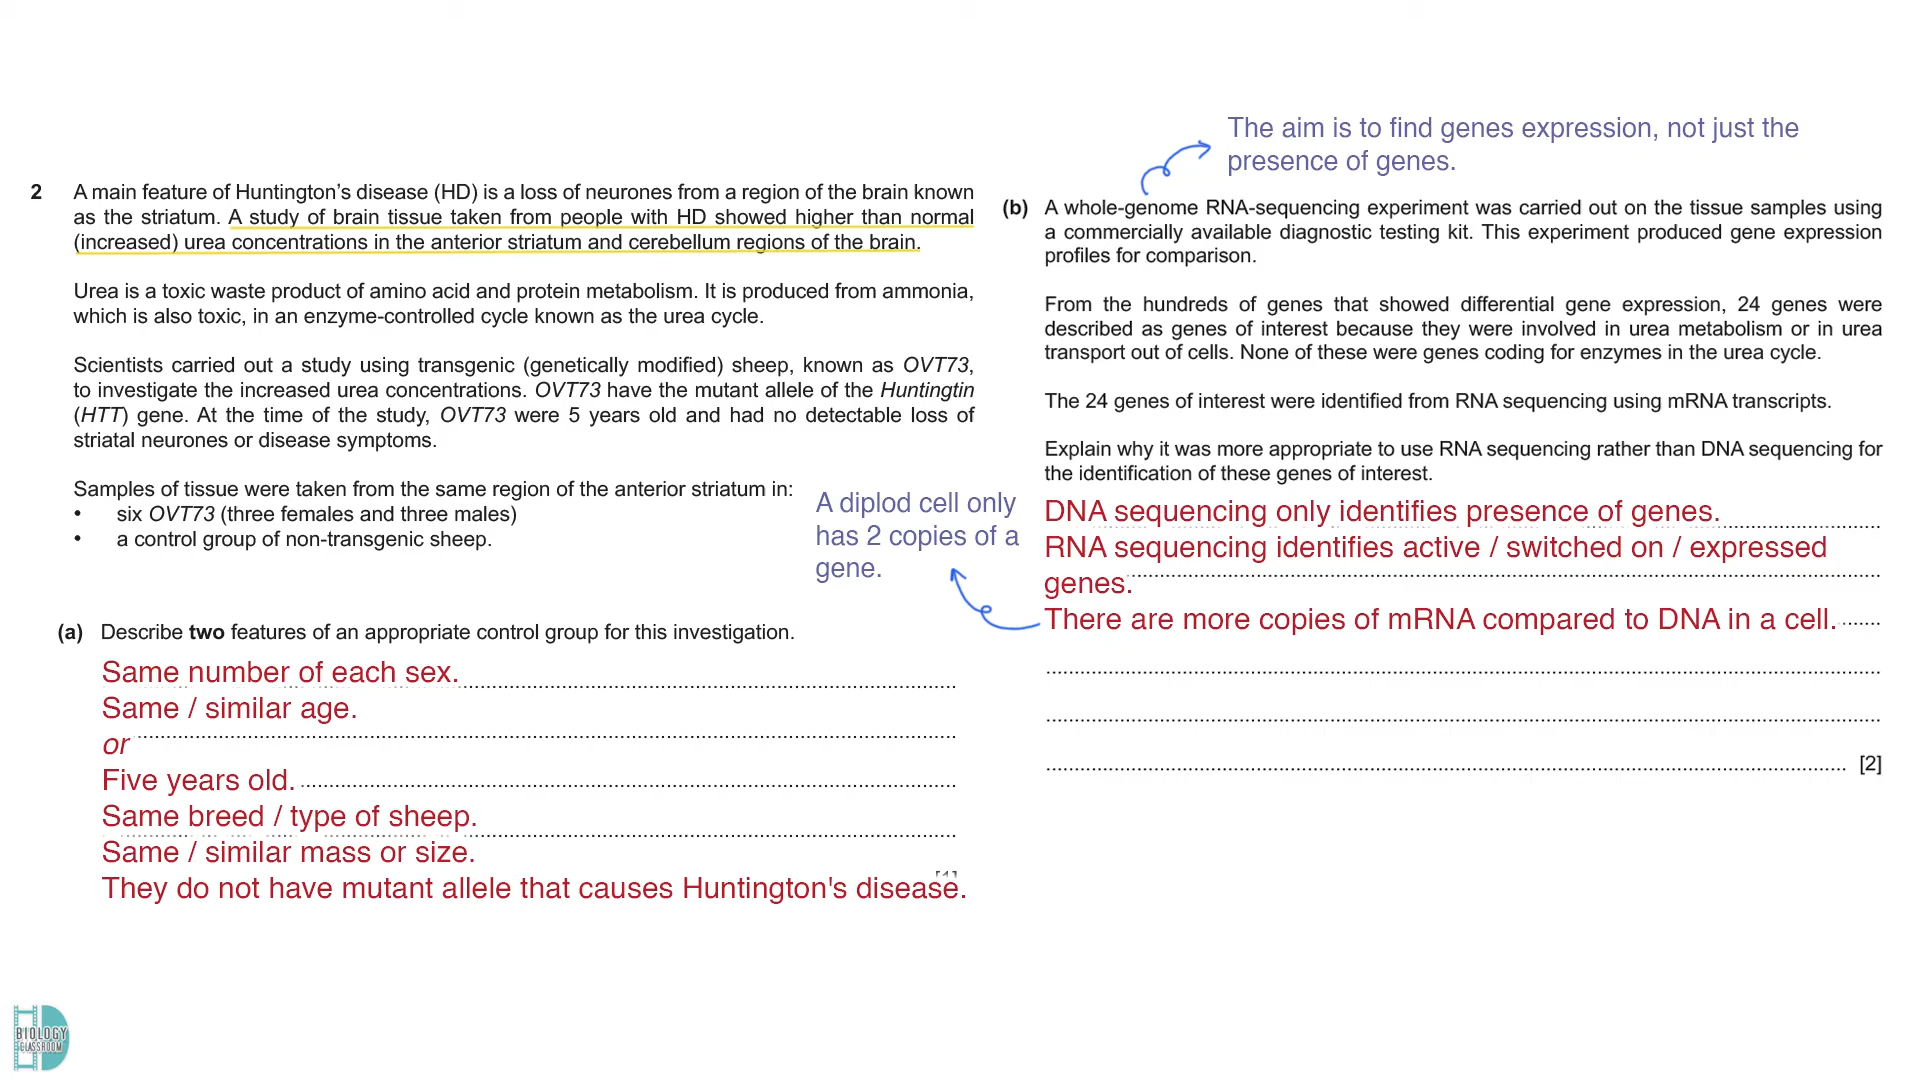 2 A main feature of Huntington's disease (HD) is a loss of neurones from a region of the brain known
as the striatum. A study of brain tissue taken from people with HD showed higher than normal
(increased) urea concentrations in the anterior striatum and cerebellum regions of the brain.
Urea is a toxic waste product of amino acid and protein metabolism. It is produced from ammonia,
which is also toxic, in an enzyme-controlled cycle known as the urea cycle.
Scientists carried out a study using transgenic (genetically modified) sheep, known as OVT73,
to investigate the increased urea concentrations. OVT73 have the mutant allele of the Huntingtin
(HTT) gene. At the time of the study, OVT73 were 5 years old and had no detectable loss of
striatal neurones or disease symptoms.
Samples of tissue were taken from the same region of the anterior striatum in:
• six OVT73 (three females and three males)
• a control group of non-transgenic sheep.
(a) Describe two features of an appropriate control group for this investigation.
Same number of each sex.
Same / similar age.
or
Five years old.
Same breed / type of sheep.
Same / similar mass or size.
[1]
They do not have mutant allele that causes Huntington's disease.
The aim is to find genes expression, not just the
presence of genes.
(b) A whole-genome RNA-sequencing experiment was carried out on the tissue samples using
a commercially available diagnostic testing kit. This experiment produced gene expression
profiles for comparison.
From the hundreds of genes that showed differential gene expression, 24 genes were
described as genes of interest because they were involved in urea metabolism or in urea
transport out of cells. None of these were genes coding for enzymes in the urea cycle.
The 24 genes of interest were identified from RNA sequencing using mRNA transcripts.
Explain why it was more appropriate to use RNA sequencing rather than DNA sequencing for
the identification of these genes of interest.
DNA sequencing only identifies presence of genes.
RNA sequencing identifies active / switched on / expressed
genes.
There are more copies of mRNA compared to DNA in a cell.
A diplod cell only
has 2 copies of a
gene.
[2]
BIOLOGY
CLASSROOM